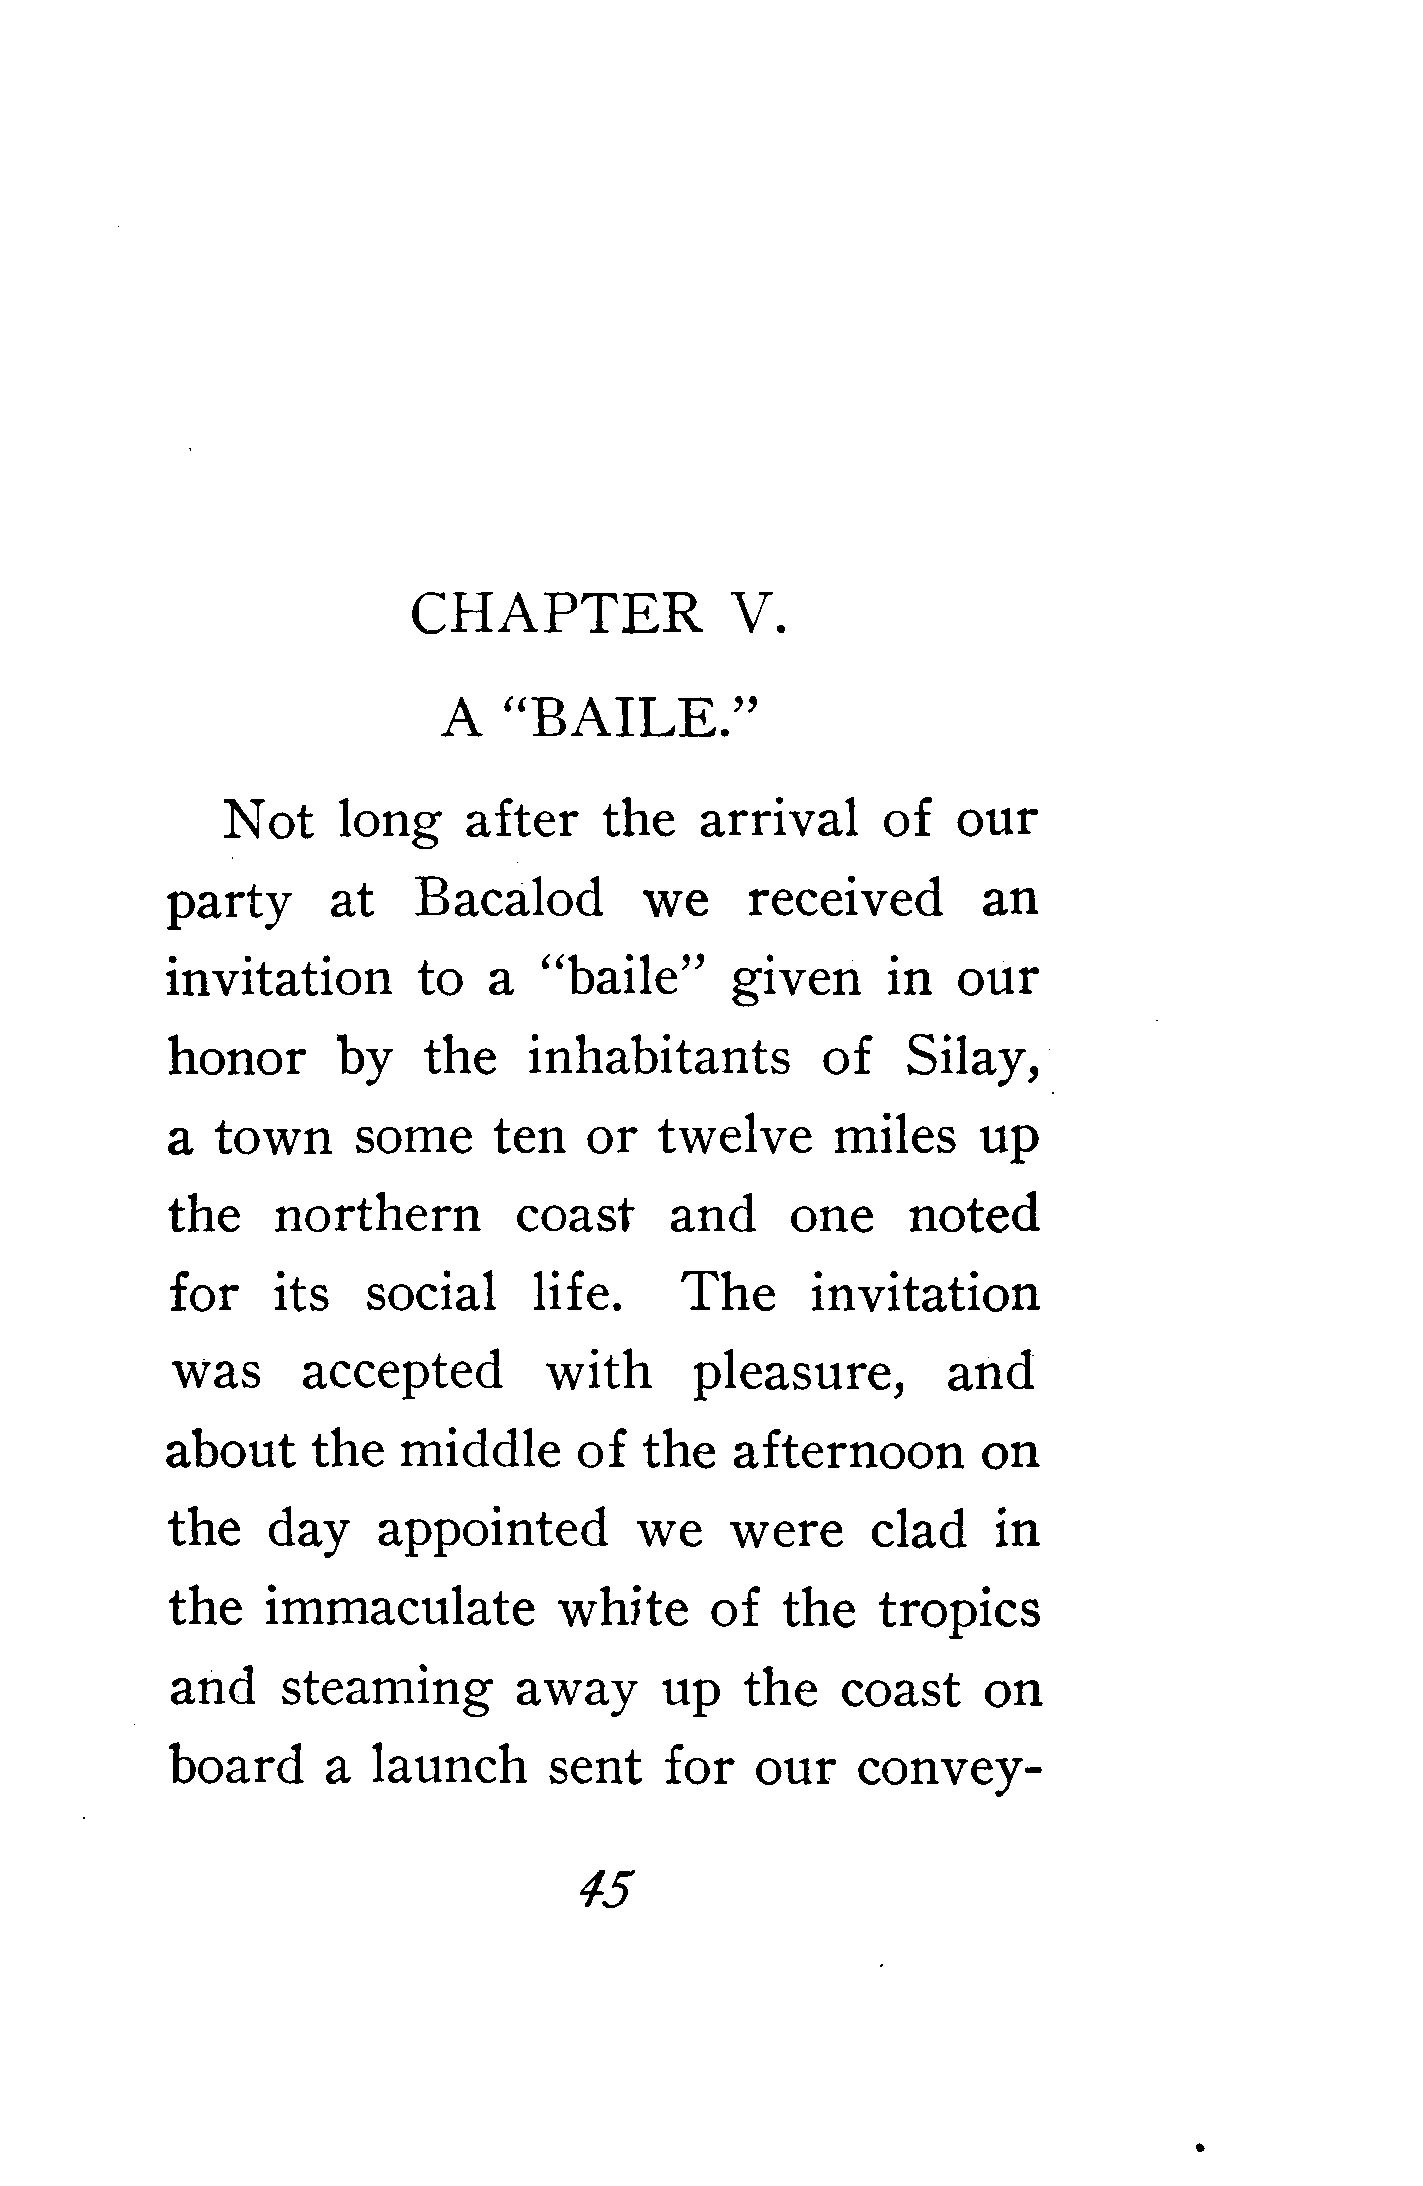 CHAPTER V.
A "BAILE."
Not long after the arrival of our
party at Bacalod we received an
invitation to a "baile" given in our
honor by the inhabitants of Silay,
a town some ten or twelve miles up
the northern coast and one noted
for its social life. The invitation
was accepted with pleasure, and
about the middle of the afternoon on
the day appointed we were clad in
the immaculate white of the tropics
and steaming away up the coast on
board a launch sent for our convey-
45